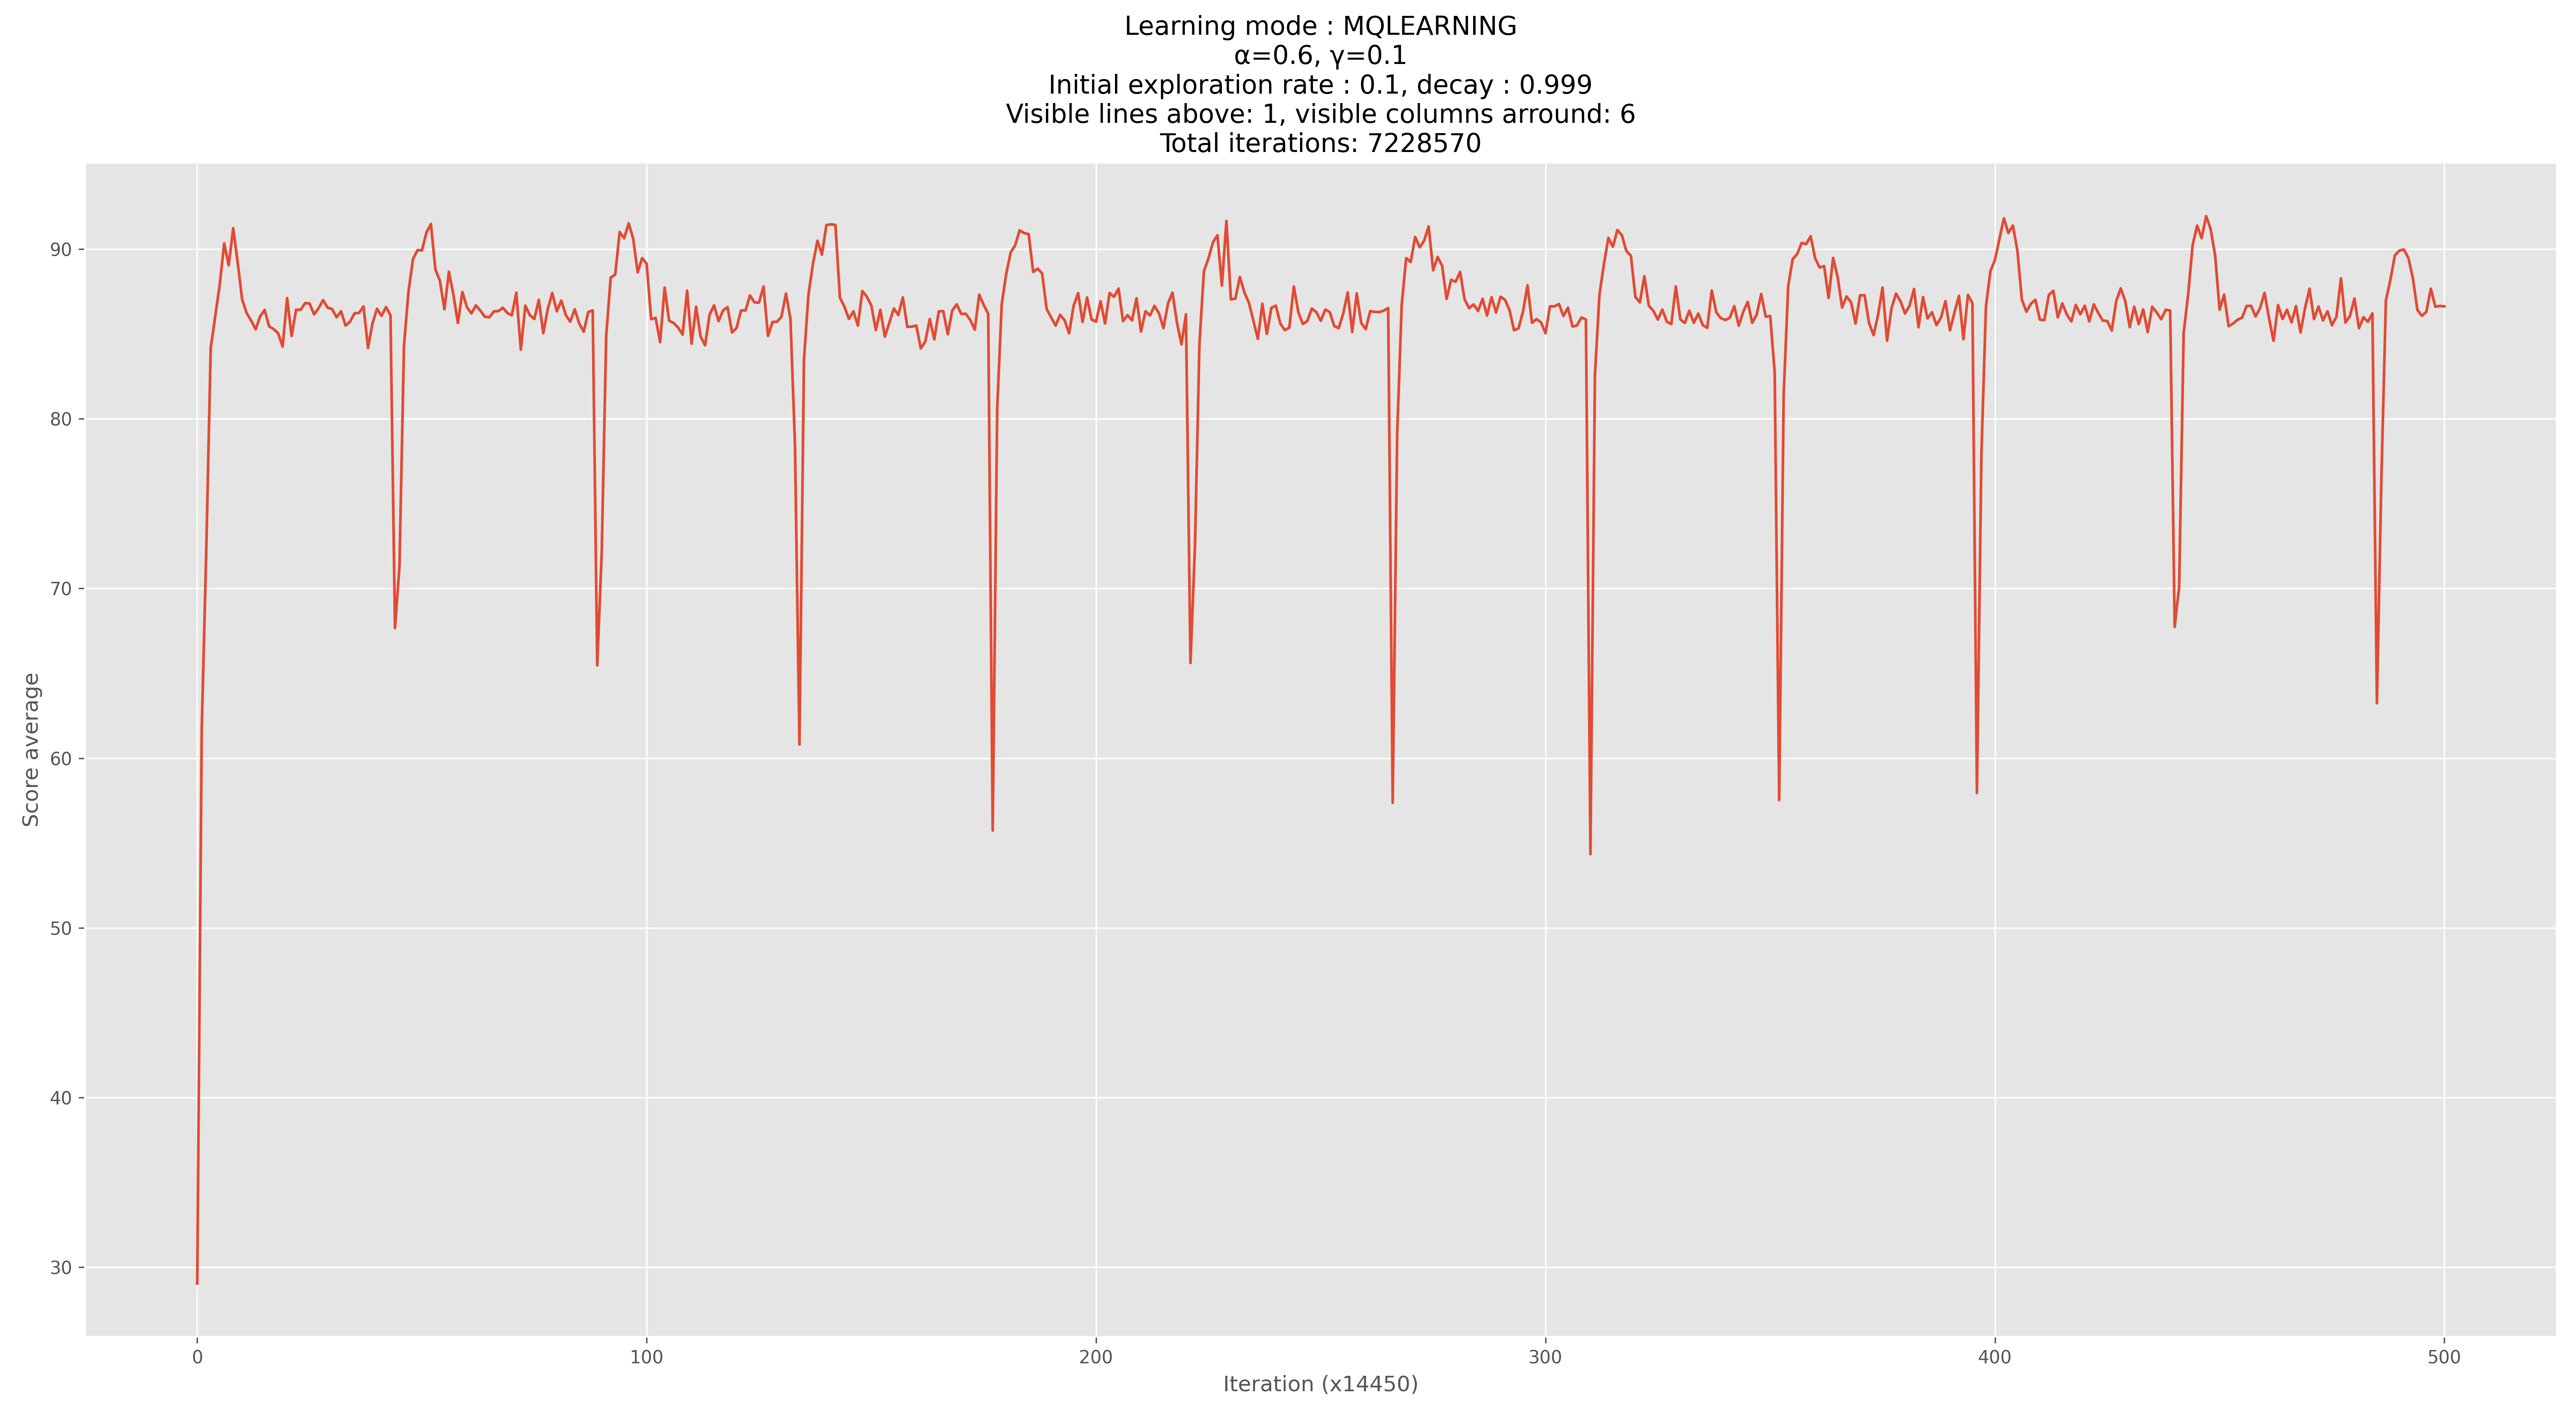 Learning mode : MQLEARNING
α=0.6, γ=0.1
Initial exploration rate : 0.1, decay : 0.999
Visible lines above: 1, visible columns arround: 6
Total iterations: 7228570
90
80
70
60
50
40
30
Score average
0 100 200 300 400 500
Iteration (x14450)